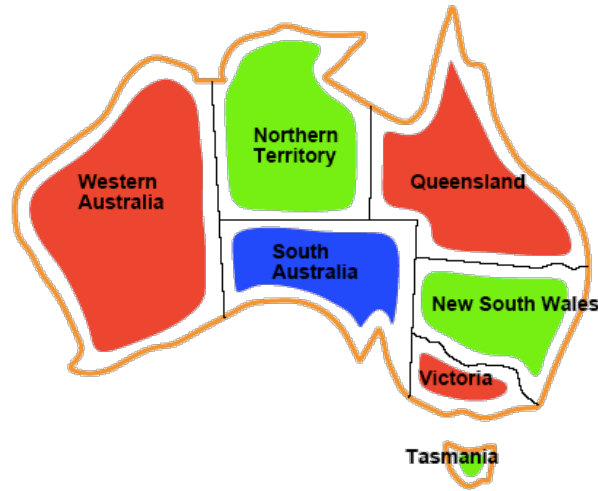 Northern
Territory
Western
Australia
Queensland
South
Australia
New South Wales
Victoria
Tasmania